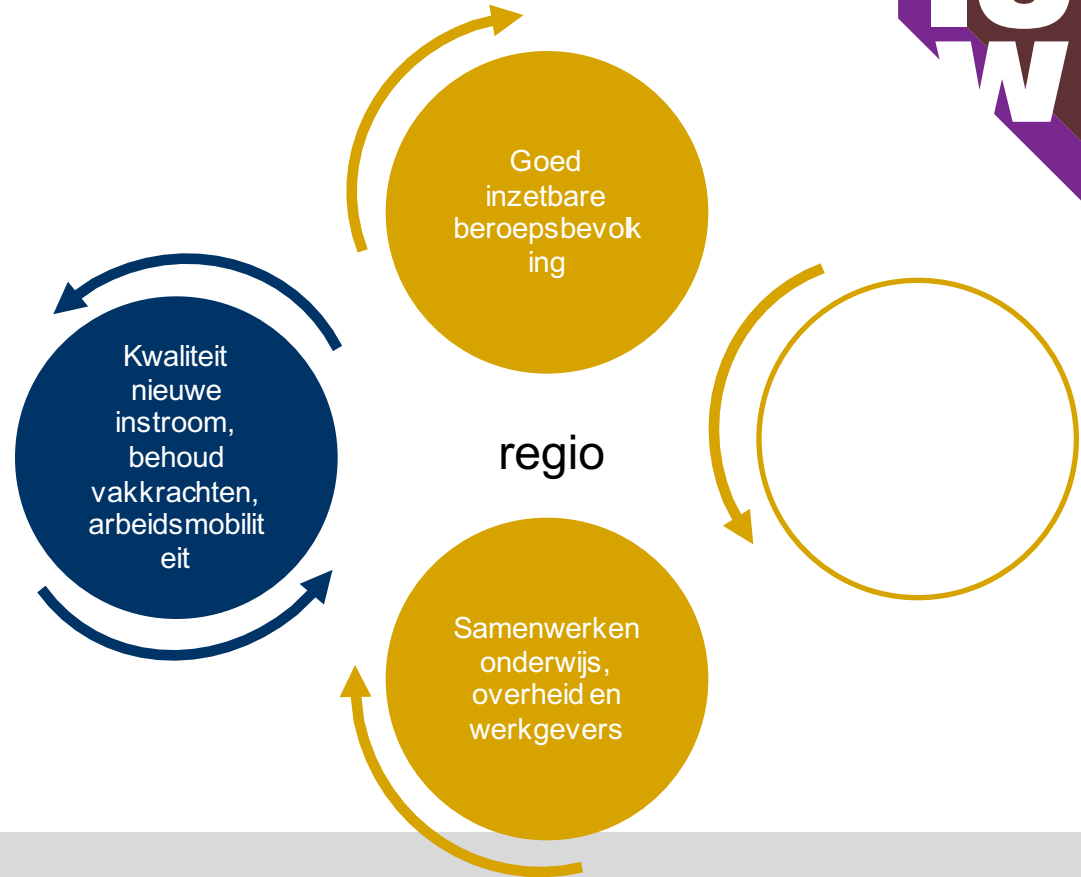 W
Goed
inzetbare
beroepsbevolk
ing
Kwaliteit
nieuwe
instroom,
behoud
vakkrachten,
arbeidsmobilit
eit
regio
Samenwerken
onderwijs,
overheid en
werkgevers